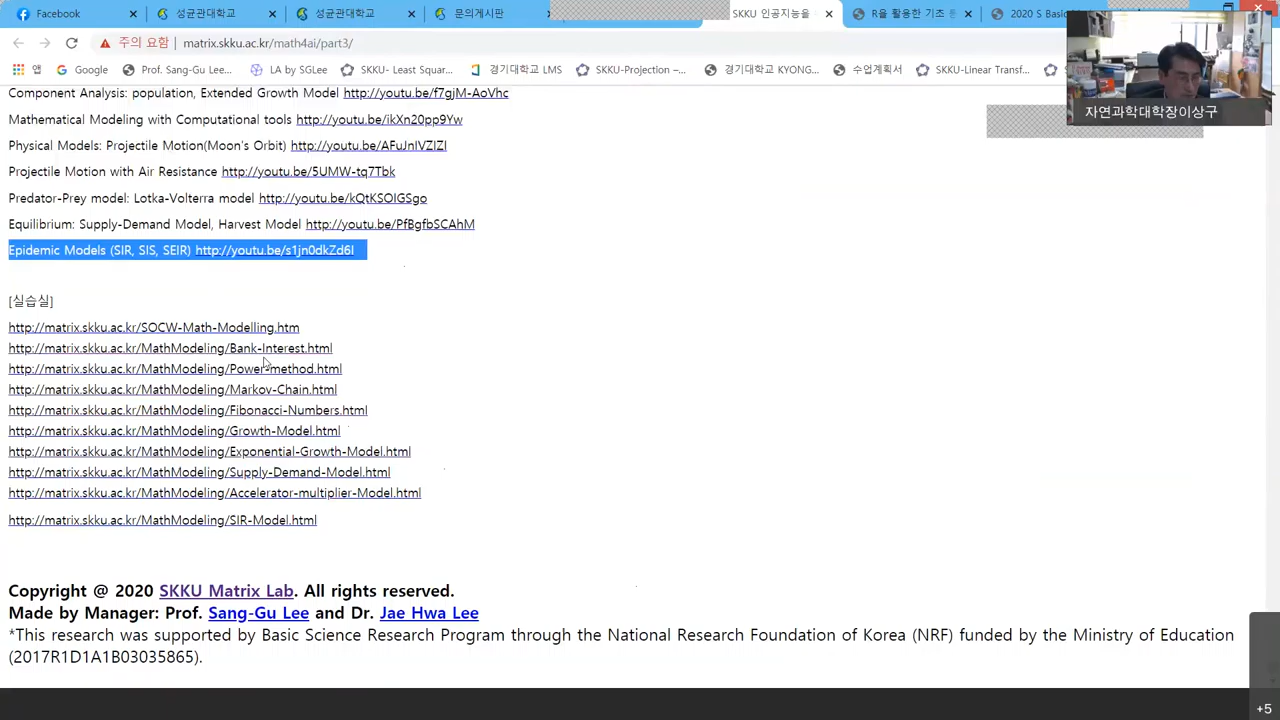 Facebook
성균관대학교
성균관대학교
문의게시판
SKKU 인공지능을
R을 활용한 기초 통
2020 S Basic M
주의 요함 | matrix.skku.ac.kr/math4ai/part3/
앱 Google Prof. Sang-Gu Lee... LA by SGLee SKKU Least Squar... 경기대학교 LMS SKKU-Projection –... 경기대학교 KYONG... 수업계획서 SKKU-Linear Transf...
자연과학대학장이상구
Component Analysis: population, Extended Growth Model http://youtu.be/f7gjM-AoVhc
Mathematical Modeling with Computational tools http://youtu.be/ikXn20pp9Yw
Physical Models: Projectile Motion(Moon's Orbit) http://youtu.be/AFuJnIVZIZI
Projectile Motion with Air Resistance http://youtu.be/5UMW-tq7Tbk
Predator-Prey model: Lotka-Volterra model http://youtu.be/kQtKSOIGSgo
Equilibrium: Supply-Demand Model, Harvest Model http://youtu.be/PfBgfbSCAhM
Epidemic Models (SIR, SIS, SEIR) http://youtu.be/s1jn0dkZd6I
[실습실]
http://matrix.skku.ac.kr/SOCW-Math-Modelling.htm
http://matrix.skku.ac.kr/MathModeling/Bank-Interest.html
http://matrix.skku.ac.kr/MathModeling/Power-method.html
http://matrix.skku.ac.kr/MathModeling/Markov-Chain.html
http://matrix.skku.ac.kr/MathModeling/Fibonacci-Numbers.html
http://matrix.skku.ac.kr/MathModeling/Growth-Model.html
http://matrix.skku.ac.kr/MathModeling/Exponential-Growth-Model.html
http://matrix.skku.ac.kr/MathModeling/Supply-Demand-Model.html
http://matrix.skku.ac.kr/MathModeling/Accelerator-multiplier-Model.html
http://matrix.skku.ac.kr/MathModeling/SIR-Model.html
Copyright @ 2020 SKKU Matrix Lab. All rights reserved.
Made by Manager: Prof. Sang-Gu Lee and Dr. Jae Hwa Lee
*This research was supported by Basic Science Research Program through the National Research Foundation of Korea (NRF) funded by the Ministry of Education
(2017R1D1A1B03035865).
+5